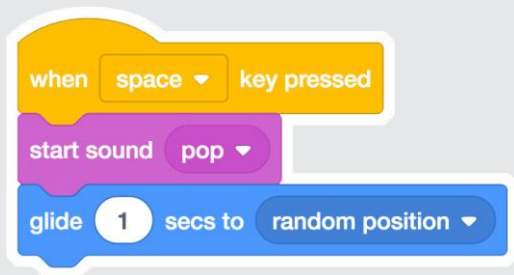 when space key pressed
start sound pop
glide 1 secs to random position